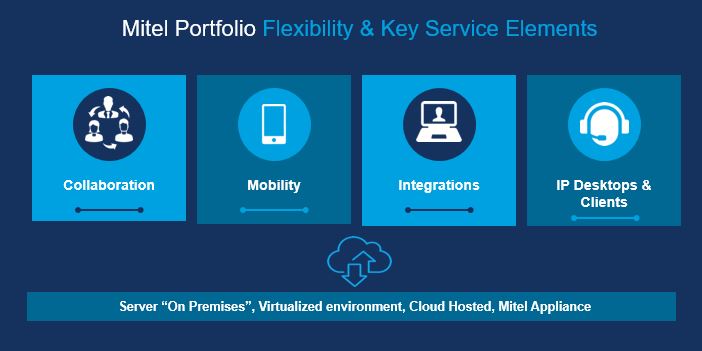 Mitel Portfolio Flexibility & Key Service Elements
Collaboration
Mobility
Integrations
IP Desktops &
Clients
Server “On Premises”, Virtualized environment, Cloud Hosted, Mitel Appliance